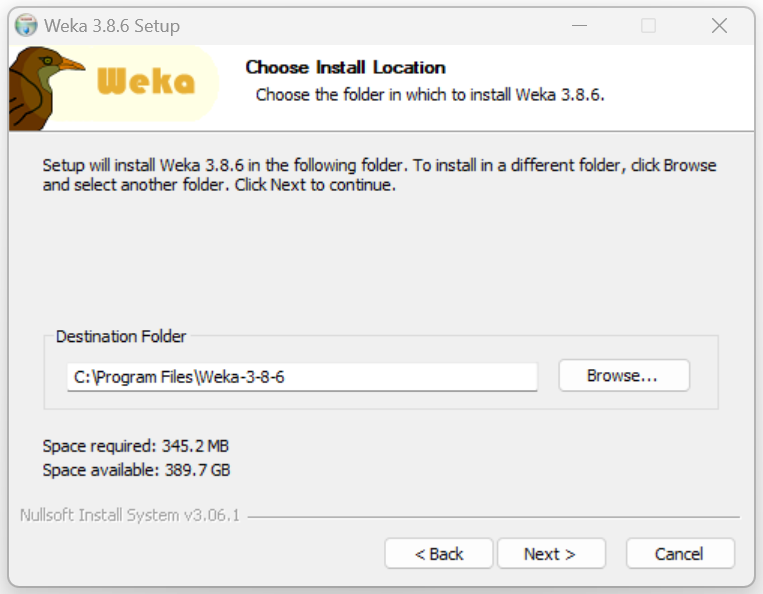 Weka 3.8.6 Setup
Weka
Choose Install Location
Choose the folder in which to install Weka 3.8.6.
Setup will install Weka 3.8.6 in the following folder. To install in a different folder, click Browse
and select another folder. Click Next to continue.
Destination Folder
C:\Program Files\Weka-3-8-6
Browse...
Space required: 345.2 MB
Space available: 389.7 GB
Nullsoft Install System v3.06.1
< Back
Next >
Cancel